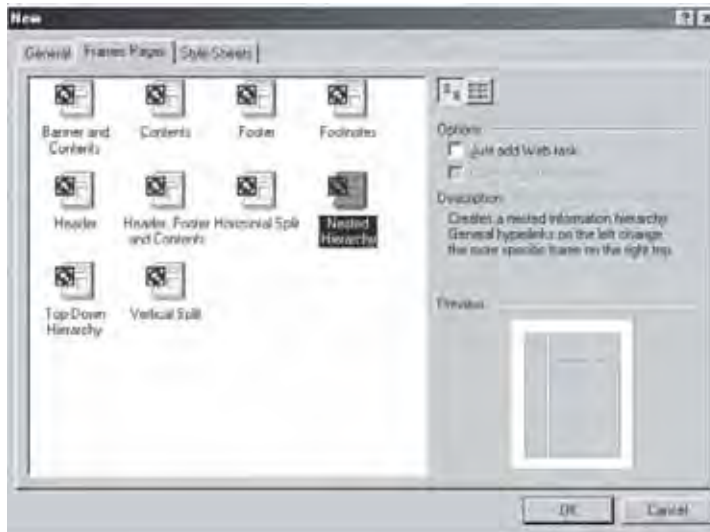 New
General Frames Pages Style Sheets
Banner and
Contents
Contents
Footer
Footnotes
Header
Header, Footer
and Contents
Horizontal Split
Nested
Hierarchy
Top-Down
Hierarchy
Vertical Split
Options
Just add Web task
Description
Creates a nested information hierarchy.
General hyperlinks on the left change
the more specific frame on the right top.
Preview
OK Cancel